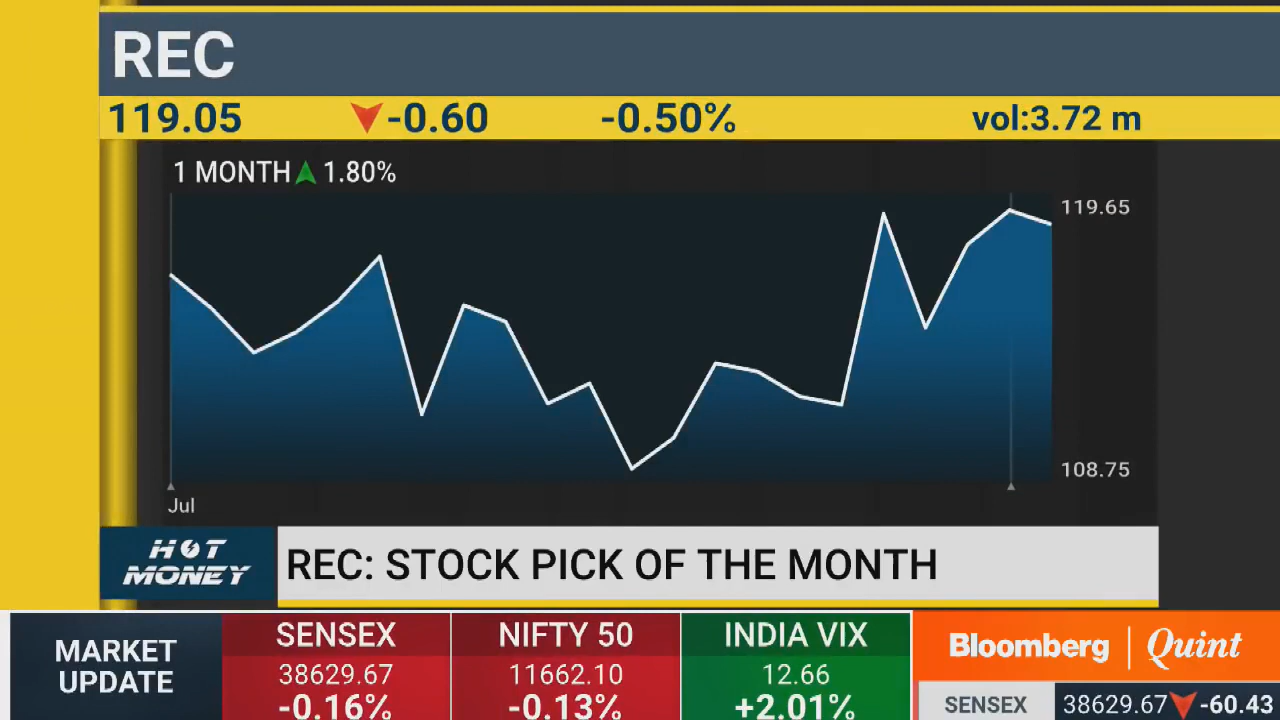 REC
119.05 -0.60 -0.50% vol:3.72 m
1 MONTH 1.80%
119.65
108.75
Jul
HOT
MONEY
REC: STOCK PICK OF THE MONTH
MARKET
UPDATE
SENSEX
38629.67
-0.16%
NIFTY 50
11662.10
-0.13%
INDIA VIX
12.66
+2.01%
Bloomberg | Quint
SENSEX 38629.67 -60.43